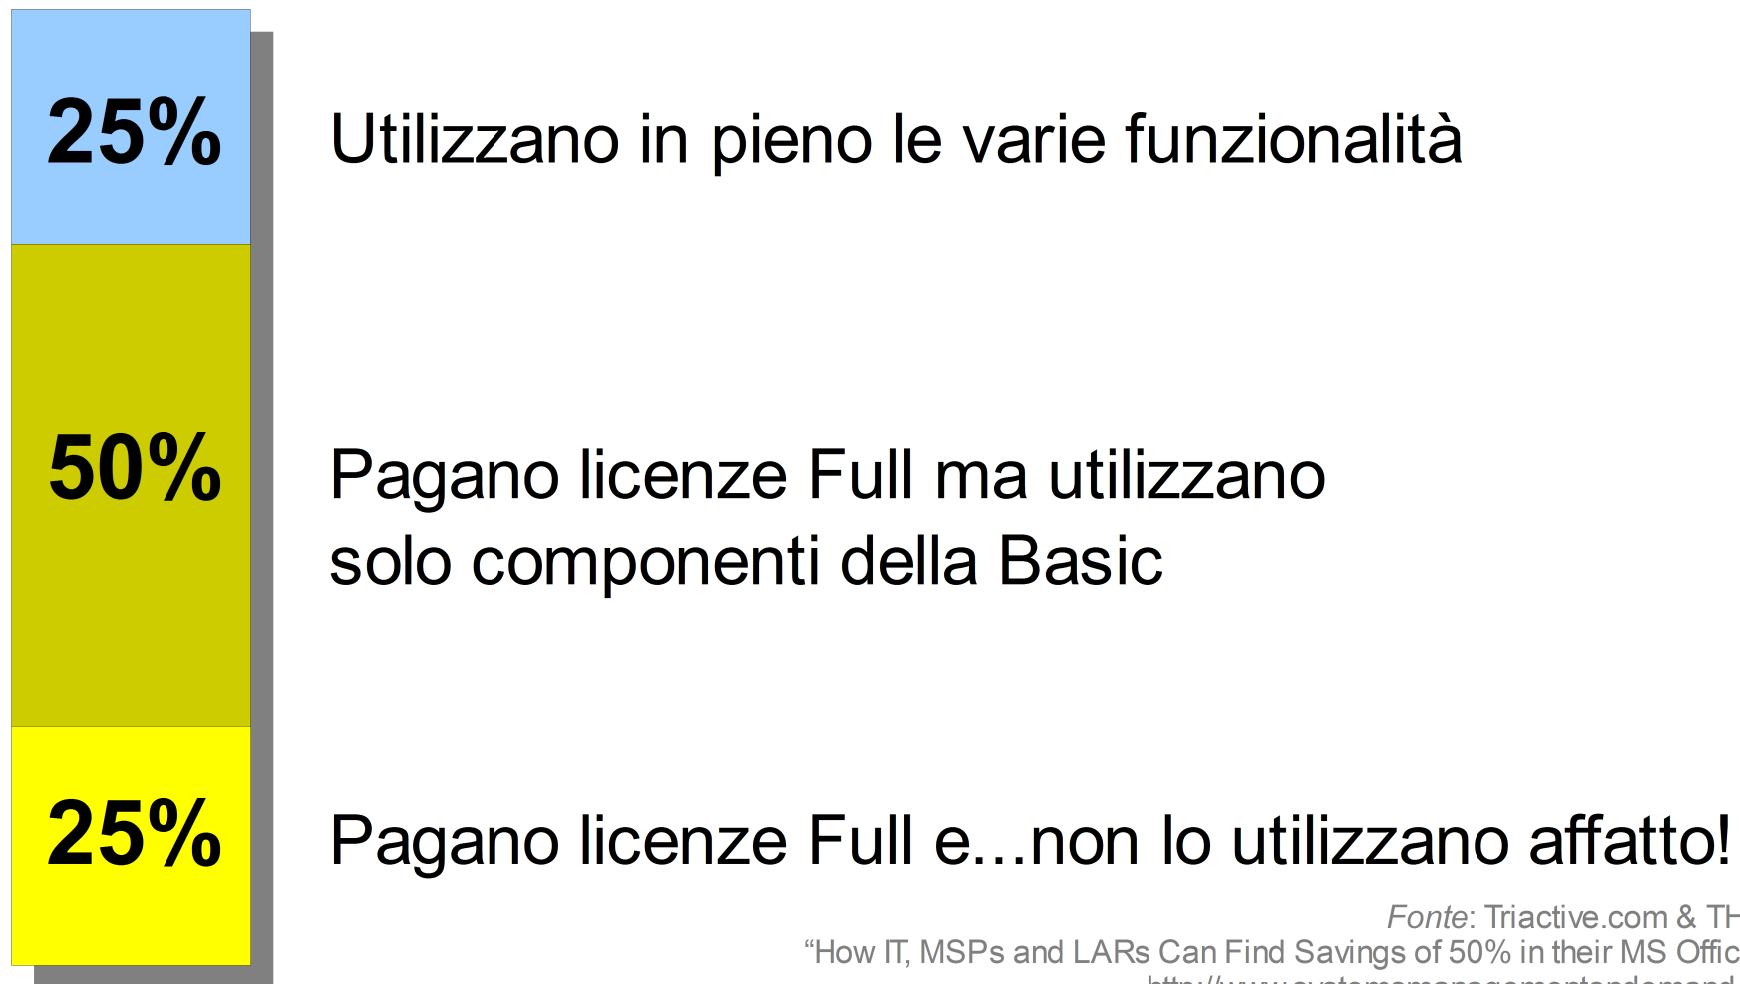 25%
Utilizzano in pieno le varie funzionalità
50%
Pagano licenze Full ma utilizzano
solo componenti della Basic
25%
Pagano licenze Full e...non lo utilizzano affatto!
Fonte: Triactive.com &
“How IT, MSPs and LARs Can Find Savings of 50% in their MS